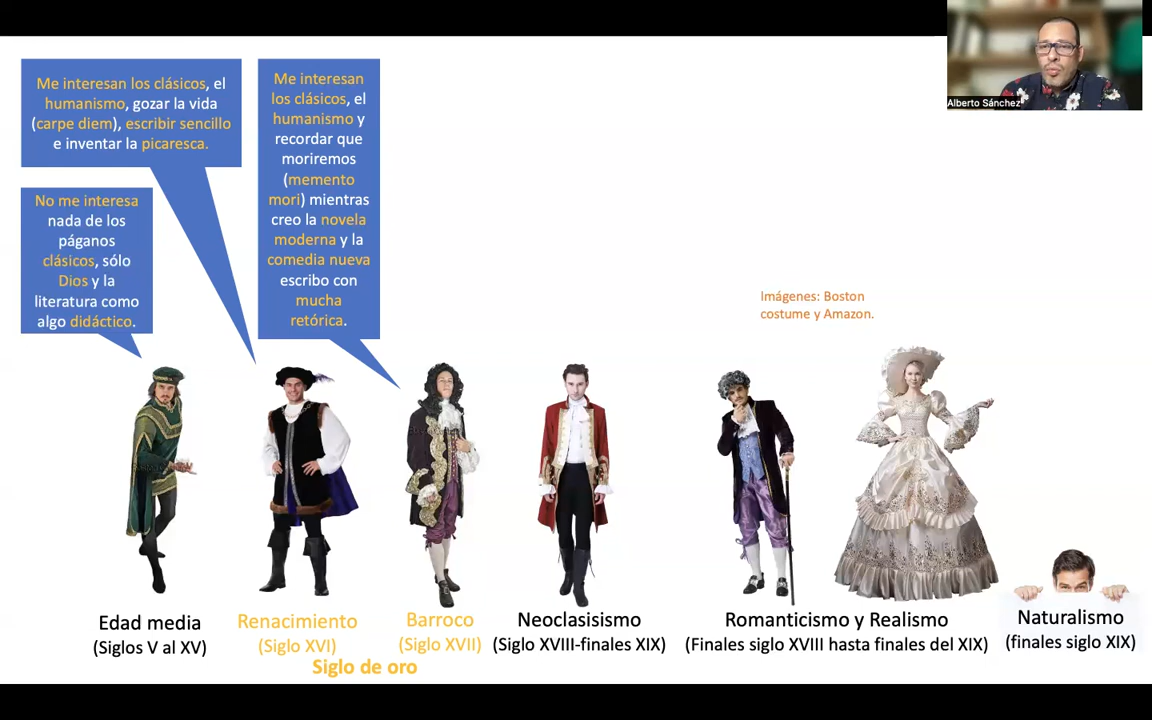 Alberto Sánchez
Me interesan los clásicos, el
humanismo, gozar la vida
(carpe diem), escribir sencillo
e inventar la picaresca.
No me interesa
nada de los
páganos
clásicos, sólo
Dios y la
literatura como
algo didáctico.
Me interesan
los clásicos, el
humanismo y
recordar que
moriremos
(memento
mori) mientras
creo la novela
moderna y la
comedia nueva
escribo con
mucha
retórica.
Imágenes: Boston
costume y Amazon.
Edad media
(Siglos V al XV)
Renacimiento
(Siglo XVI)
Barroco
(Siglo XVII)
Siglo de oro
Neoclasisismo
(Siglo XVIII-finales XIX)
Romanticismo y Realismo
(Finales siglo XVIII hasta finales del XIX)
Naturalismo
(finales siglo XIX)